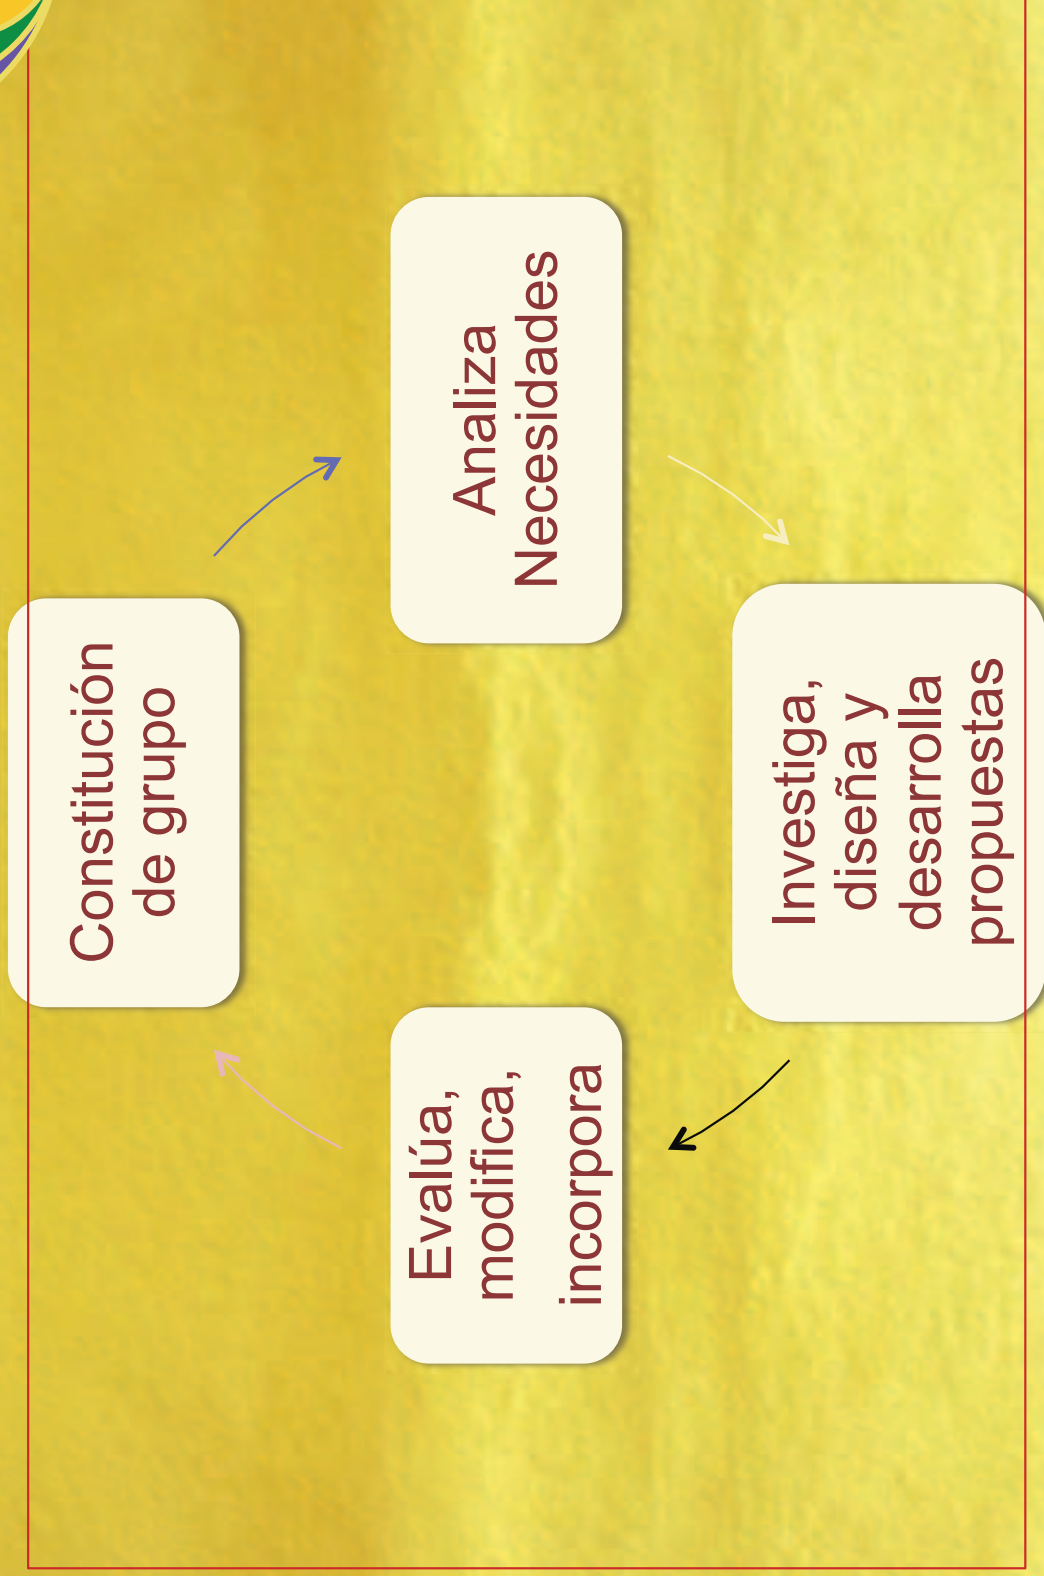 Constitución
de grupo
Analiza
Necesidades
Investiga,
diseña y
desarrolla
propuestas
Evalúa,
modifica,
incorpora